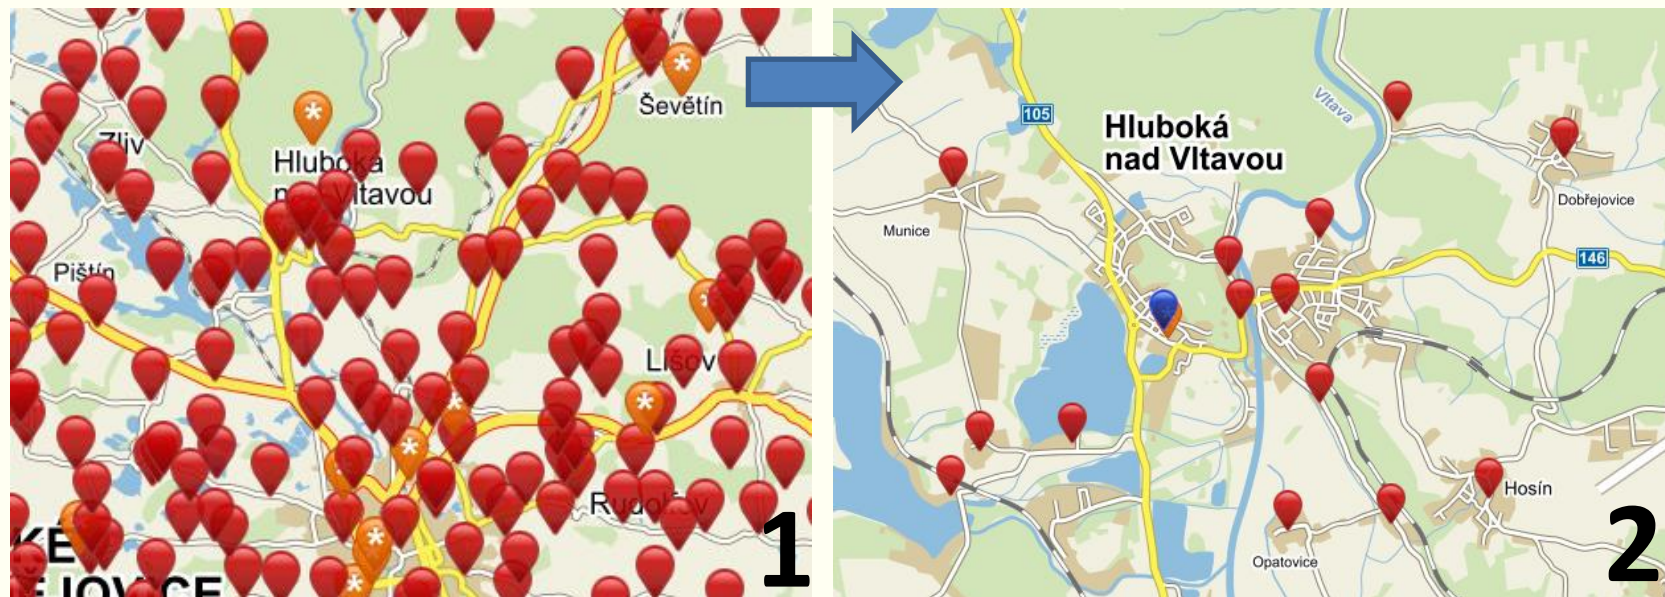 Ševětín
Zliv
Hluboká
nad Vltavou
Pištín
Lišov
Rudolfov
1
105
Vltava
Hluboká
nad Vltavou
Dobřejovice
Munice
146
Hosín
Opatovice
2